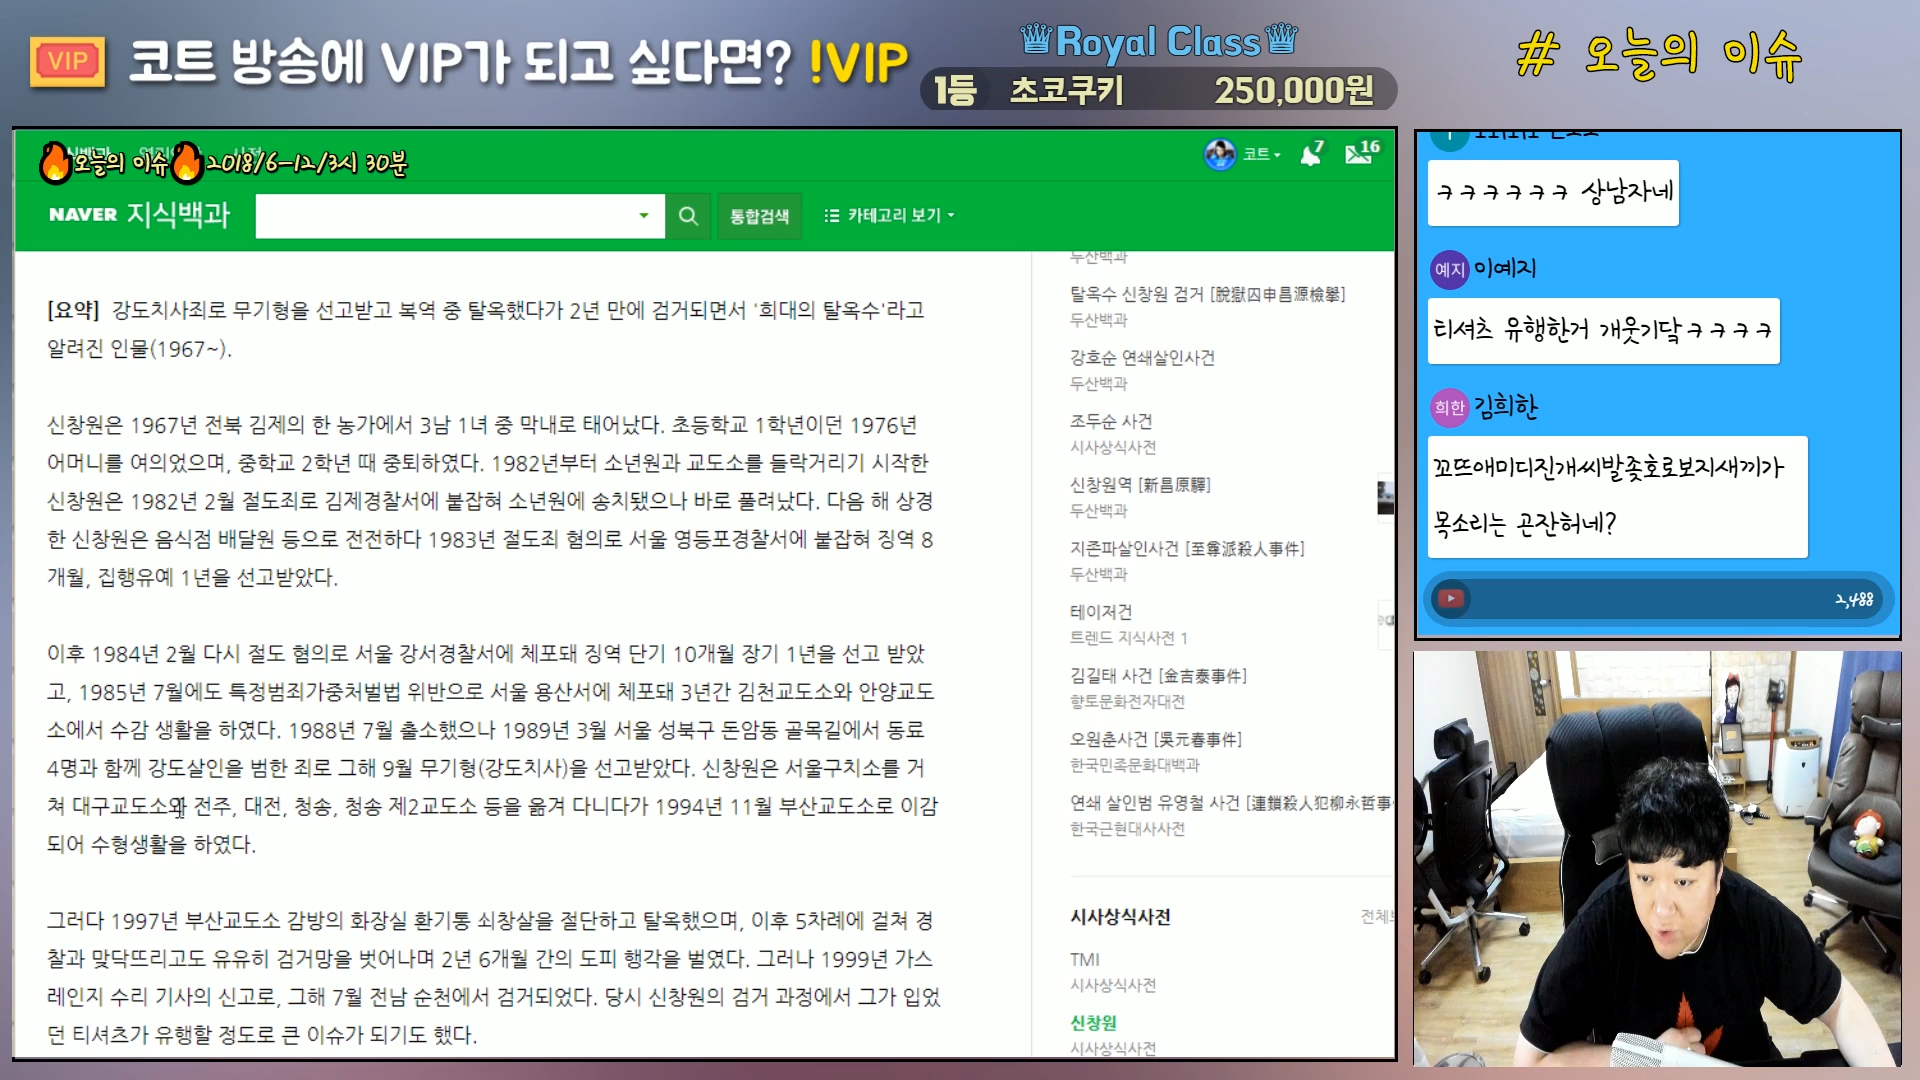 VIP
코트 방송에 VIP가 되고 싶다면? !VIP
Royal Class
1등 초코쿠키 250,000원
# 오늘의 이슈
오늘의 이슈 2018/6-12/3시 30분
코트
7
16
NAVER 지식백과
통합검색
카테고리 보기
[요약] 강도치사죄로 무기형을 선고받고 복역 중 탈옥했다가 2년 만에 검거되면서 '희대의 탈옥수'라고
알려진 인물(1967~).
신창원은 1967년 전북 김제의 한 농가에서 3남 1녀 중 막내로 태어났다. 초등학교 1학년이던 1976년
어머니를 여의었으며, 중학교 2학년 때 중퇴하였다. 1982년부터 소년원과 교도소를 들락거리기 시작한
신창원은 1982년 2월 절도죄로 김제경찰서에 붙잡혀 소년원에 송치됐으나 바로 풀려났다. 다음 해 상경
한 신창원은 음식점 배달원 등으로 전전하다 1983년 절도죄 혐의로 서울 영등포경찰서에 붙잡혀 징역 8
개월, 집행유예 1년을 선고받았다.
이후 1984년 2월 다시 절도 혐의로 서울 강서경찰서에 체포돼 징역 단기 10개월 장기 1년을 선고 받았
고, 1985년 7월에도 특정범죄가중처벌법 위반으로 서울 용산서에 체포돼 3년간 김천교도소와 안양교도
소에서 수감 생활을 하였다. 1988년 7월 출소했으나 1989년 3월 서울 성북구 돈암동 골목길에서 동료
4명과 함께 강도살인을 범한 죄로 그해 9월 무기형(강도치사)을 선고받았다. 신창원은 서울구치소를 거
쳐 대구교도소와 전주, 대전, 청송, 청송 제2교도소 등을 옮겨 다니다가 1994년 11월 부산교도소로 이감
되어 수형생활을 하였다.
그러다 1997년 부산교도소 감방의 화장실 환기통 쇠창살을 절단하고 탈옥했으며, 이후 5차례에 걸쳐 경
찰과 맞닥뜨리고도 유유히 검거망을 벗어나며 2년 6개월 간의 도피 행각을 벌였다. 그러나 1999년 가스
레인지 수리 기사의 신고로, 그해 7월 전남 순천에서 검거되었다. 당시 신창원의 검거 과정에서 그가 입었
던 티셔츠가 유행할 정도로 큰 이슈가 되기도 했다.
두산백과
탈옥수 신창원 검거 [脫獄囚申昌源檢擧]
두산백과
강호순 연쇄살인사건
두산백과
조두순 사건
시사상식사전
신창원역 [新昌原驛]
두산백과
지존파살인사건 [至尊派殺人事件]
두산백과
테이저건
트렌드 지식사전 1
김길태 사건 [金吉泰事件]
향토문화전자대전
오원춘사건 [吳元春事件]
한국민족문화대백과
연쇄 살인범 유영철 사건 [連鎖殺人犯柳永哲事
한국근현대사사전
시사상식사전
전체
TMI
시사상식사전
신창원
시사상식사전
ㅋㅋㅋㅋㅋㅋ 상남자네
예지 이예지
티셔츠 유행한거 개웃기닼ㅋㅋㅋㅋ
희한 김희한
꼬뜨애미디진개씨발좆호로보지새끼가
목소리는 곤잔허네?
2,488